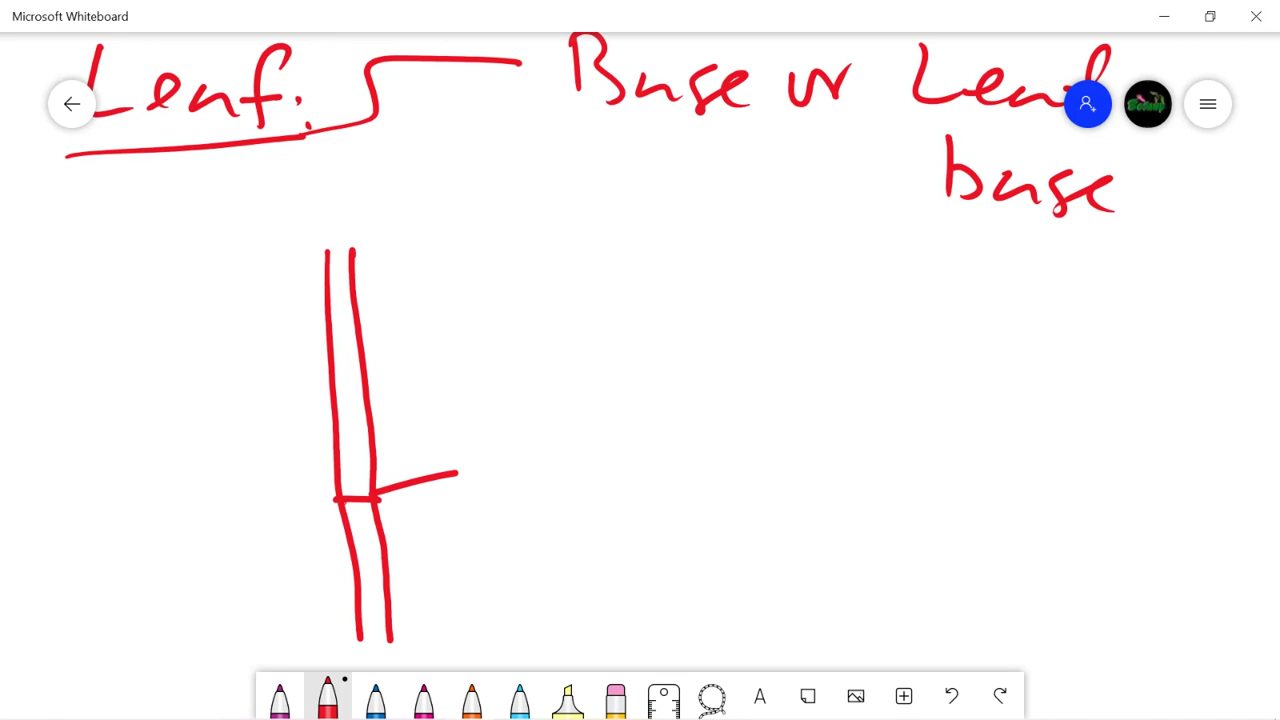 Microsoft Whiteboard
Leaf:
Base or Leaf
base
A